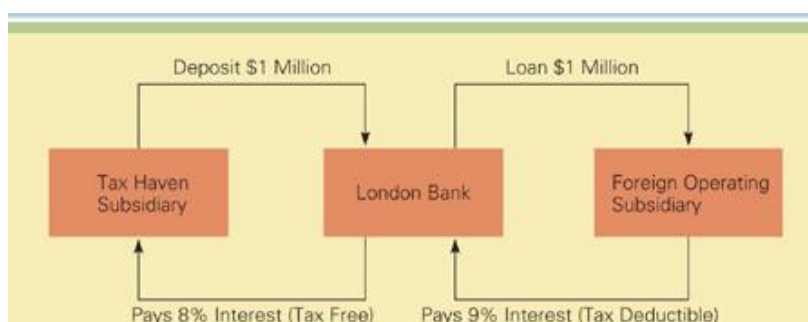 Deposit $1 Million
Loan $1 Million
Tax Haven
Subsidiary
London Bank
Foreign Operating
Subsidiary
Pays 8% Interest (Tax Free)
Pays 9% Interest (Tax Deductible)